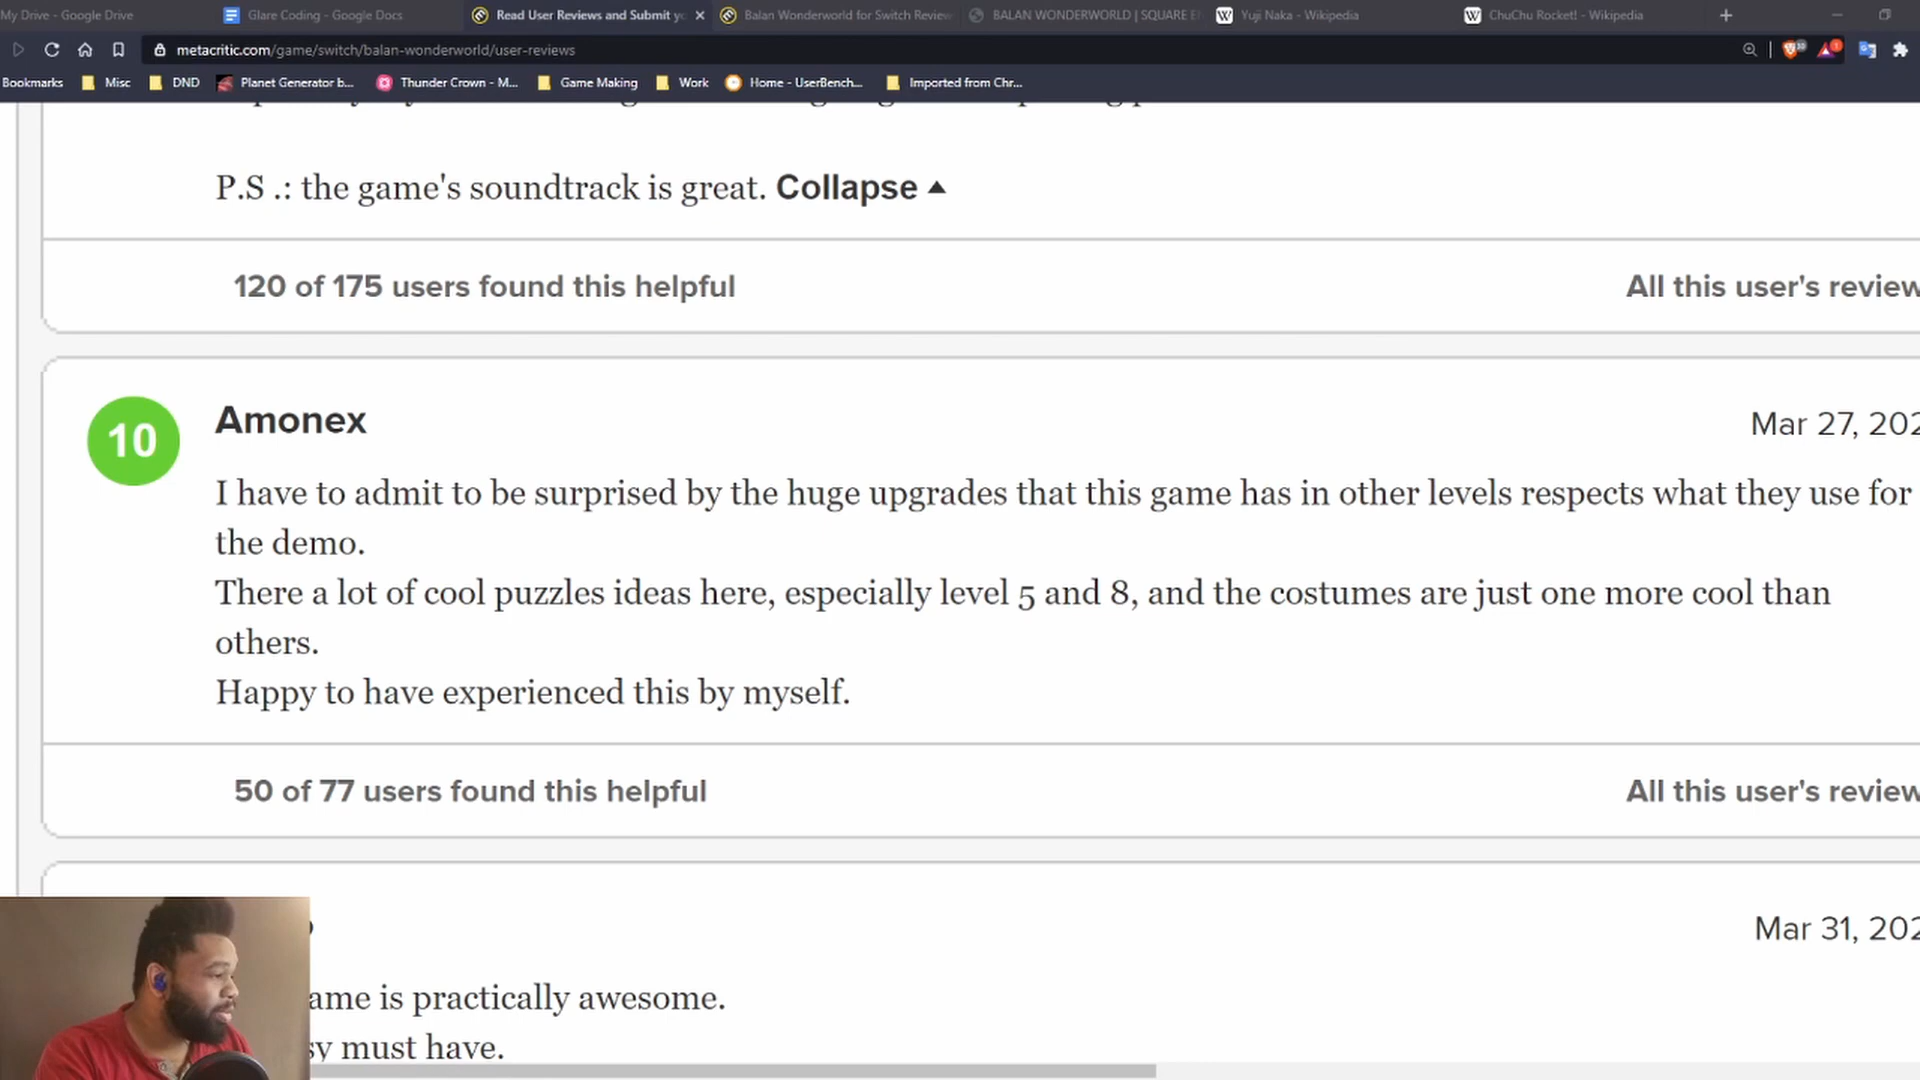 My Drive - Google Drive
Glare Coding - Google Docs
Read User Reviews and Submit yo
Balan Wonderworld for Switch Review
BALAN WONDERWORLD | SQUARE E
Yuji Naka - Wikipedia
ChuChu Rocket! - Wikipedia
metacritic.com/game/switch/balan-wonderworld/user-reviews
Bookmarks
Misc
DND
Planet Generator b...
Thunder Crown - M...
Game Making
Work
Home - UserBench...
Imported from Chr...
P.S .: the game's soundtrack is great. Collapse
120 of 175 users found this helpful
All this user's review
10
Amonex
Mar 27, 202
I have to admit to be surprised by the huge upgrades that this game has in other levels respects what they use for
the demo.
There a lot of cool puzzles ideas here, especially level 5 and 8, and the costumes are just one more cool than
others.
Happy to have experienced this by myself.
50 of 77 users found this helpful
All this user's review
Mar 31, 202
ame is practically awesome.
sy must have.